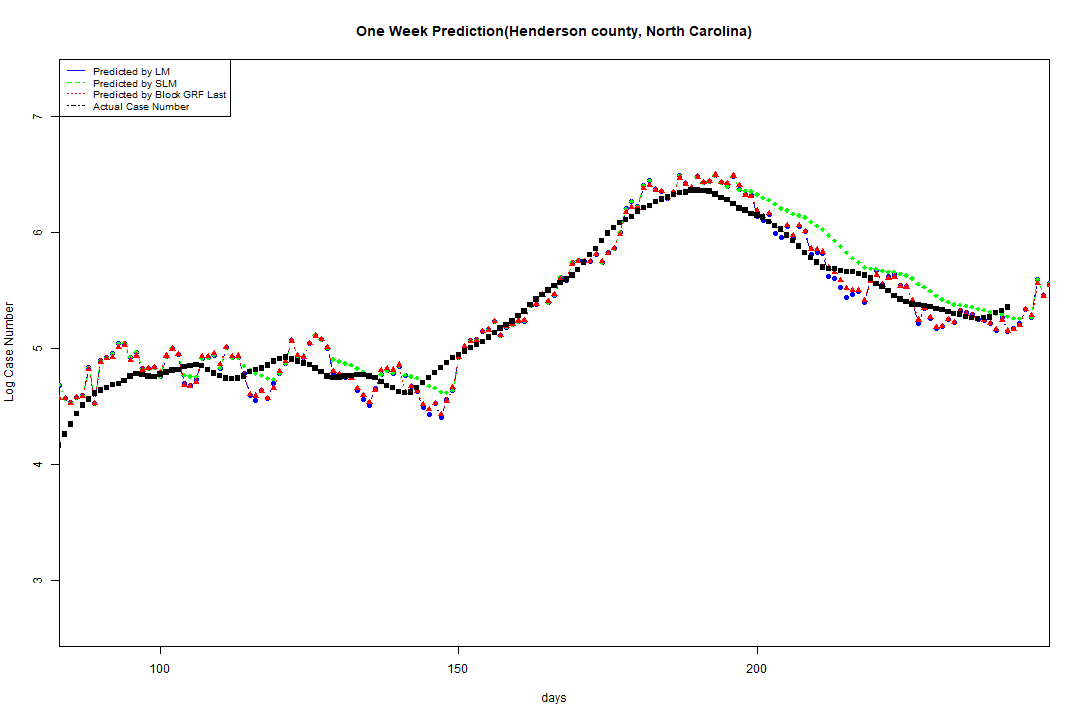 One Week Prediction(Henderson county, North Carolina)
Predicted by LM
Predicted by SLM
Predicted by Block GRF Last
Actual Case Number
7
6
5
4
3
Log Case Number
100
150
200
days